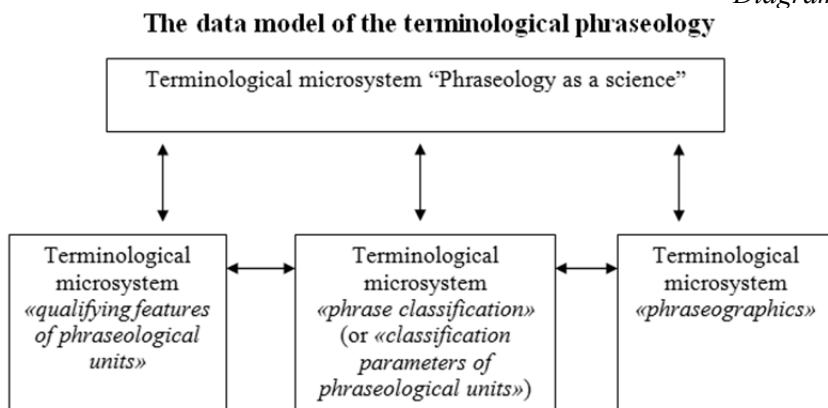 Diagram
The data model of the terminological phraseology
Terminological microsystem “Phraseology as a science”
Terminological
microsystem
«qualifying features
of phraseological
units»
Terminological
microsystem
«phrase classification»
(or «classification
parameters of
phraseological units»)
Terminological
microsystem
«phraseographics»